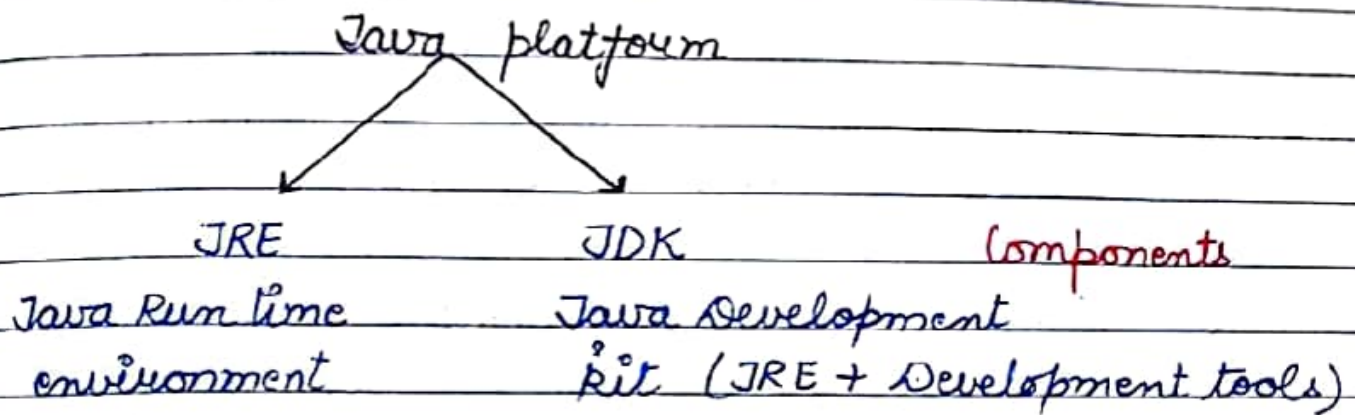 Java platform
JRE JDK Components
Java Run time Java Development
environment kit (JRE + Development tools)